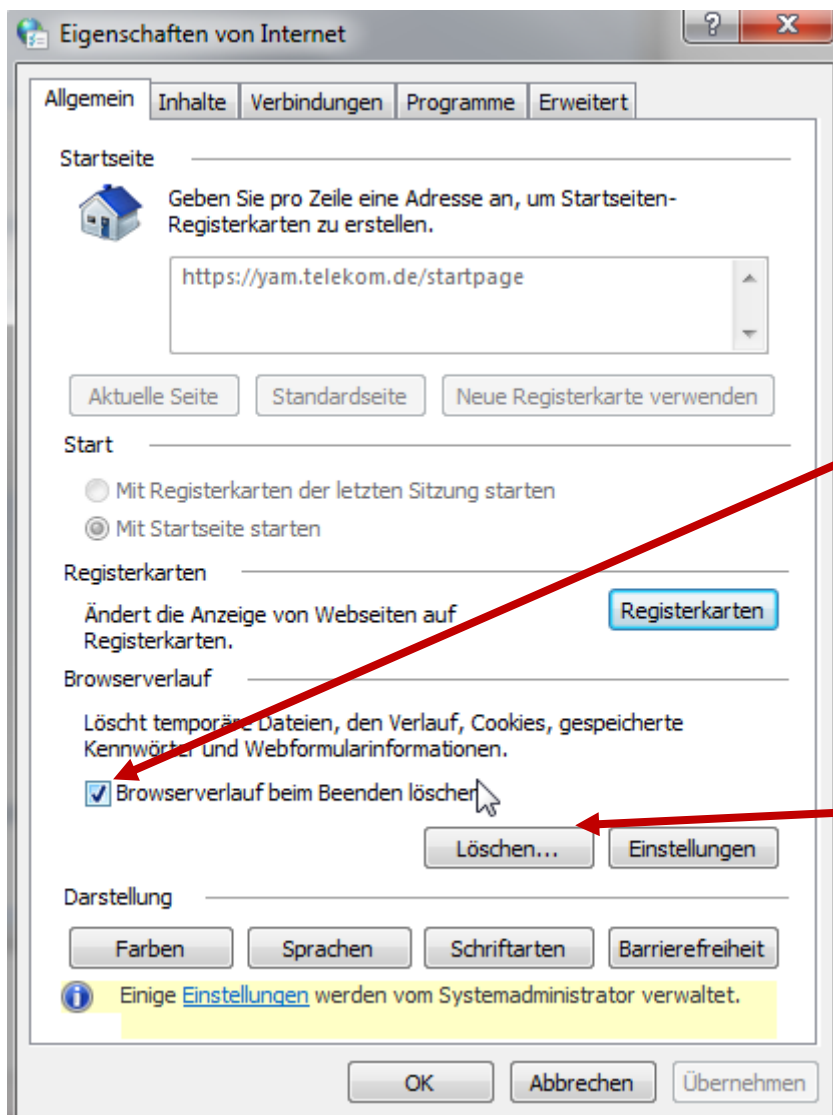 Eigenschaften von Internet
?
X
Allgemein Inhalte Verbindungen Programme Erweitert
Startseite
Geben Sie pro Zeile eine Adresse an, um Startseiten-
Registerkarten zu erstellen.
https://yam.telekom.de/startpage
Aktuelle Seite Standardseite Neue Registerkarte verwenden
Start
Mit Registerkarten der letzten Sitzung starten
Mit Startseite starten
Registerkarten
Ändert die Anzeige von Webseiten auf
Registerkarten.
Registerkarten
Browserverlauf
Löscht temporäre Dateien, den Verlauf, Cookies, gespeicherte
Kennwörter und Webformularinformationen.
Browserverlauf beim Beenden löschen
Löschen... Einstellungen
Darstellung
Farben Sprachen Schriftarten Barrierefreiheit
Einige Einstellungen werden vom Systemadministrator verwaltet.
OK Abbrechen Übernehmen